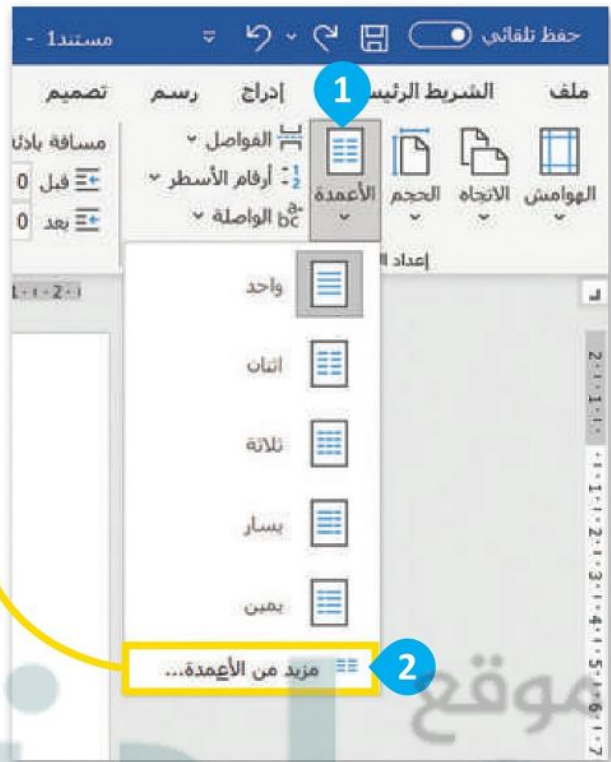 حفظ تلقائي مستند1 -
ملف الشريط الرئيس إدراج رسم تصميم
1
الهوامش الاتجاه الحجم الأعمدة
الفواصل
أرقام الأسطر
الواصلة
مسافة بادئة
قبل 0
بعد 0
إعداد ا
واحد
اثنان
ثلاثة
يسار
يمين
مزيد من الأعمدة...
2
موقع